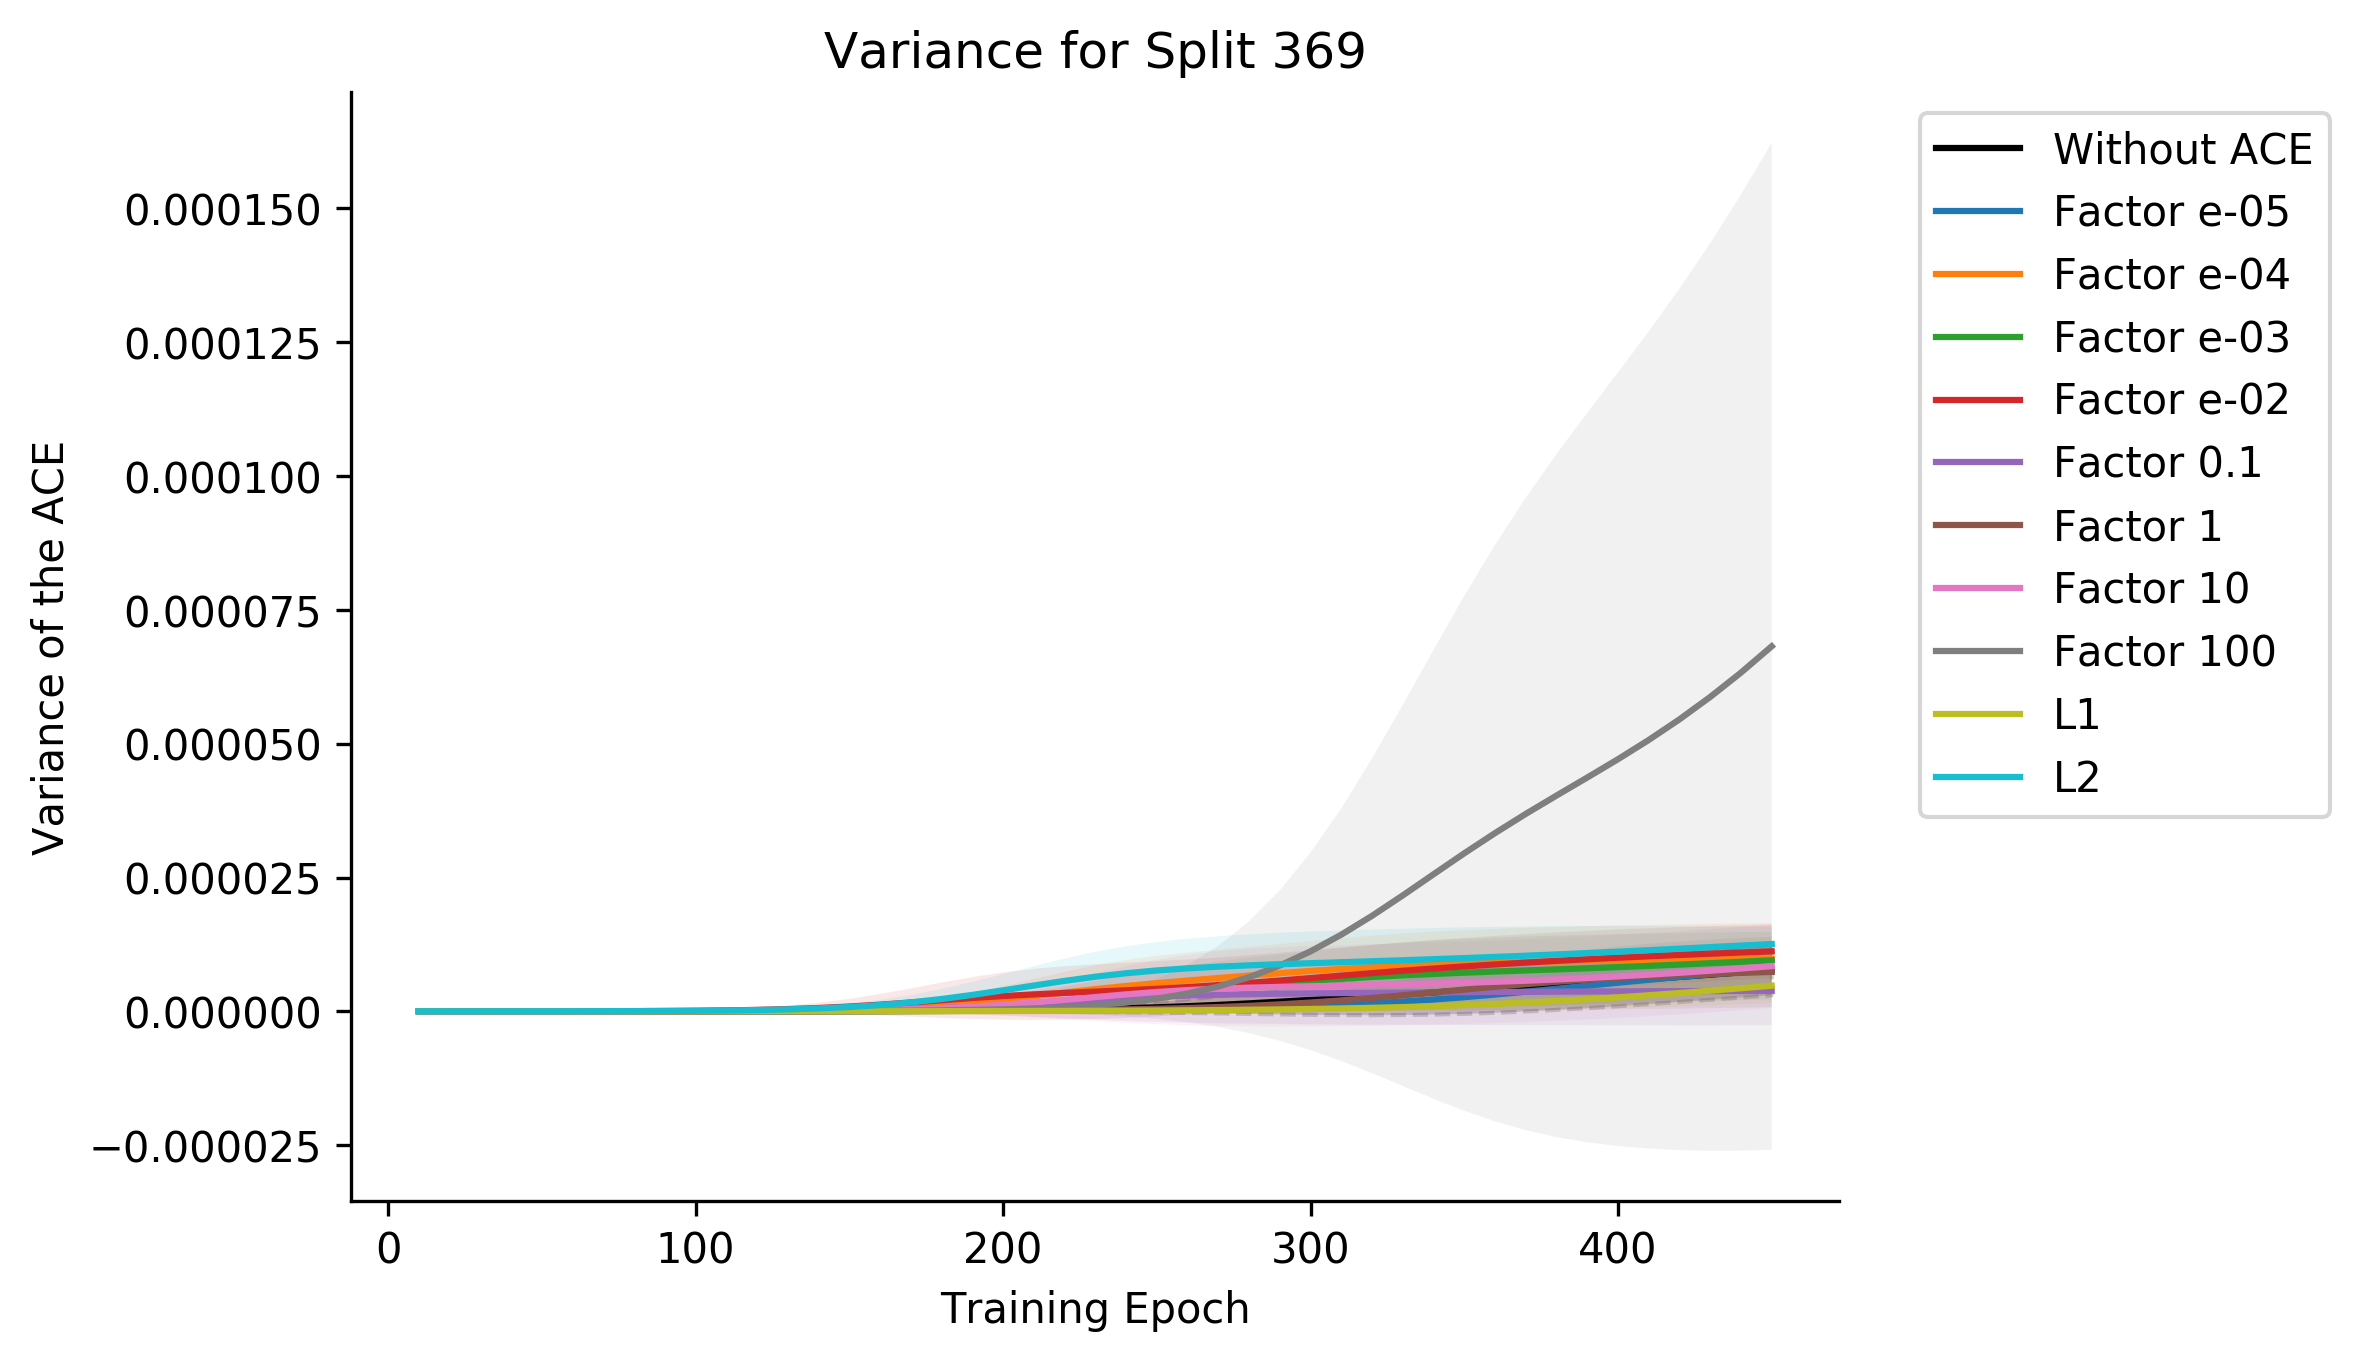 Variance for Split 369
Variance of the ACE
0.000150
0.000125
0.000100
0.000075
0.000050
0.000025
0.000000
−0.000025
0
100
200
300
400
Training Epoch
Without ACE
Factor e-05
Factor e-04
Factor e-03
Factor e-02
Factor 0.1
Factor 1
Factor 10
Factor 100
L1
L2